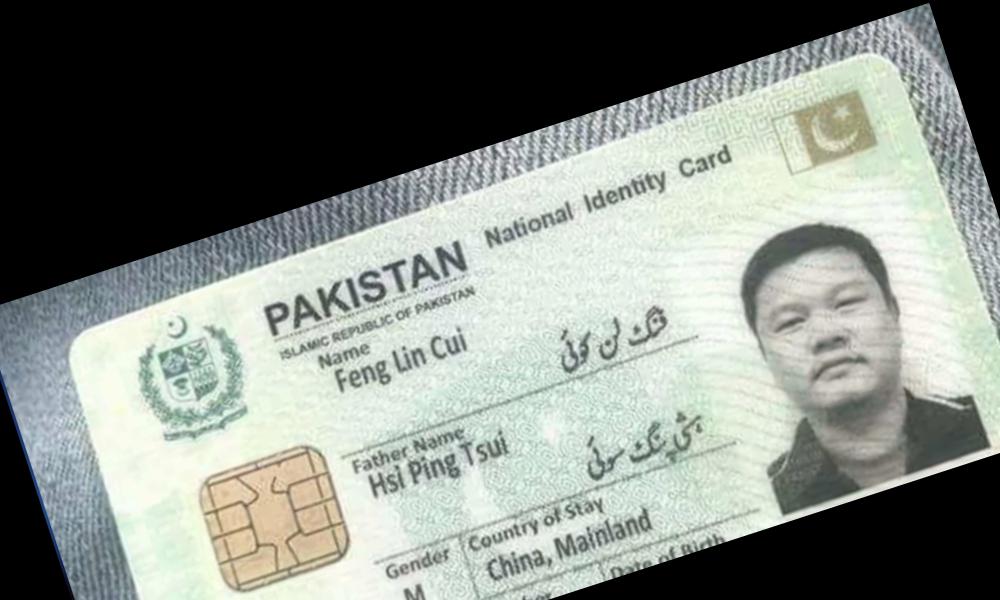 PAKISTAN National Identity Card
ISLAMIC REPUBLIC OF PAKISTAN
Name
Feng Lin Cui
فنگ لن کوئی
Father Name
Hsi Ping Tsui
ہشی پنگ سوئی
Gender
M
Country of Stay
China, Mainland
Date of Birth